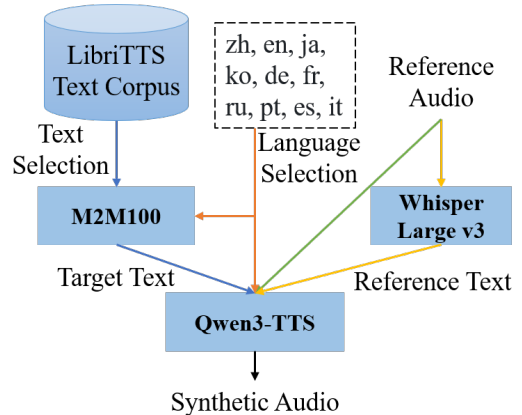 LibriTTS
Text Corpus
zh, en, ja,
ko, de, fr,
ru, pt, es, it
Reference
Audio
Text
Selection
Language
Selection
M2M100
Whisper
Large v3
Target Text
Reference Text
Qwen3-TTS
Synthetic Audio